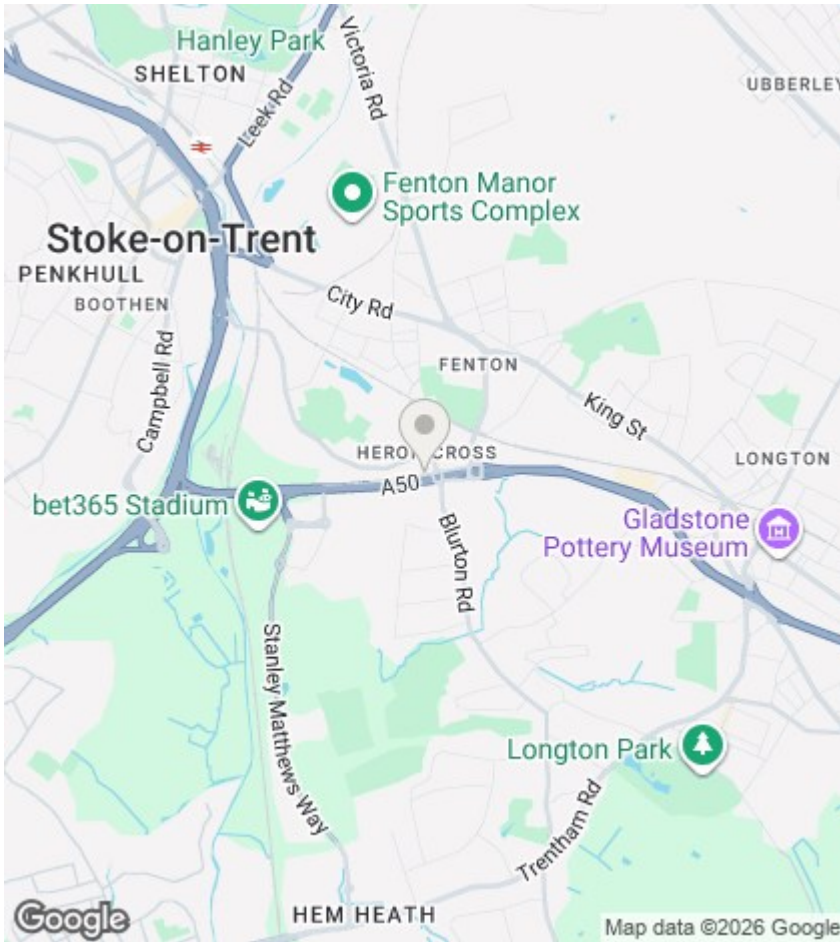 Hanley Park
SHELTON
Leek Rd
Victoria Rd
UBBERLEY
Fenton Manor
Sports Complex
Stoke-on-Trent
PENKHULL
BOOTHEN
City Rd
Campbell Rd
FENTON
King St
HERON CROSS
LONGTON
A50
bet365 Stadium
Gladstone
Pottery Museum
Blurton Rd
Stanley Matthews Way
Longton Park
Trentham Rd
HEM HEATH
Google
Map data ©2026 Google